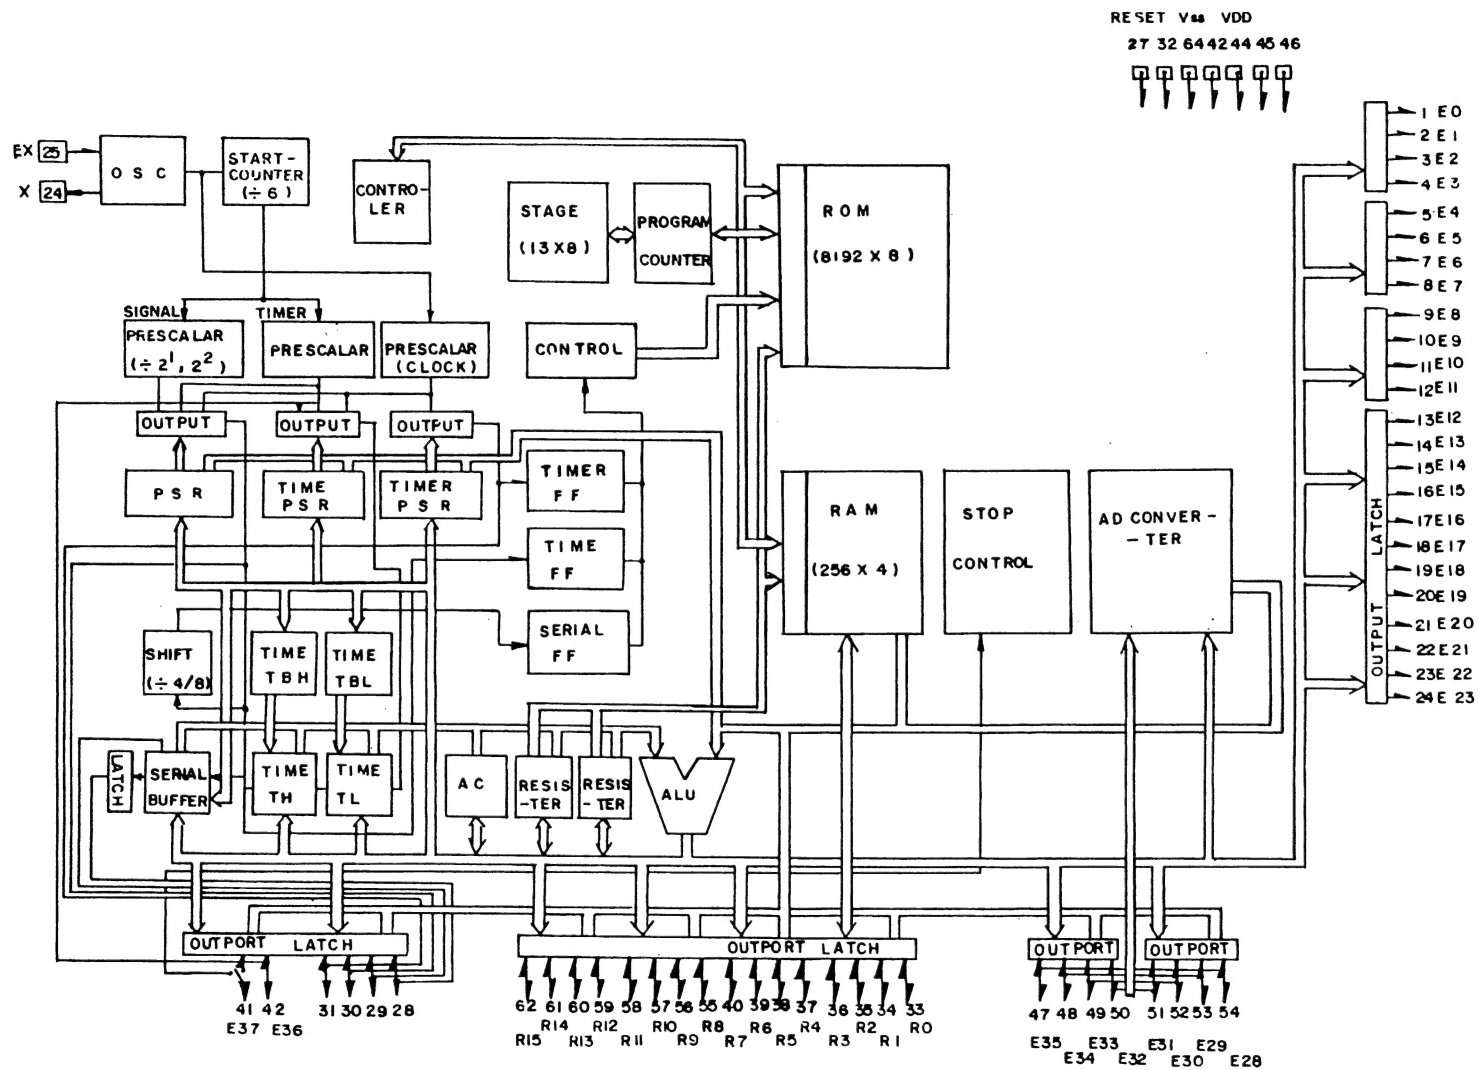 RESET Vss VDD
27 32 64 42 44 45 46
EX 25
X 24
OSC
START-
COUNTER
(÷6)
CONTRO-
LER
STAGE
(13X8)
PROGRAM
COUNTER
ROM
(8192 X 8)
SIGNAL
TIMER
PRESCALAR
(÷2¹, 2²)
PRESCALAR
PRESCALAR
(CLOCK)
CONTROL
OUTPUT
OUTPUT
OUTPUT
PSR
TIME
PSR
TIMER
PSR
TIMER
FF
TIME
FF
SERIAL
FF
RAM
(256 X 4)
STOP
CONTROL
AD CONVER-
-TER
SHIFT
(÷4/8)
TIME
TBH
TIME
TBL
LATCH
SERIAL
BUFFER
TIME
TH
TIME
TL
AC
RESIS
-TER
RESIS
-TER
ALU
OUTPORT LATCH
OUTPORT LATCH
OUTPORT
OUTPORT
41 42 31 30 29 28
E37 E36
62 61 60 59 58 57 56 55 40 39 38 37 36 35 34 33
R14 R12 R10 R8 R6 R4 R2 R0
R15 R13 R11 R9 R7 R5 R3 R1
47 48 49 50 51 52 53 54
E35 E33 E31 E29
E34 E32 E30 E28
1 E0
2 E1
3 E2
4 E3
5 E4
6 E5
7 E6
8 E7
9 E8
10 E9
11 E10
12 E11
13 E12
14 E13
15 E14
16 E15
17 E16
18 E17
19 E18
20 E19
21 E20
22 E21
23 E22
24 E23
OUTPUT LATCH